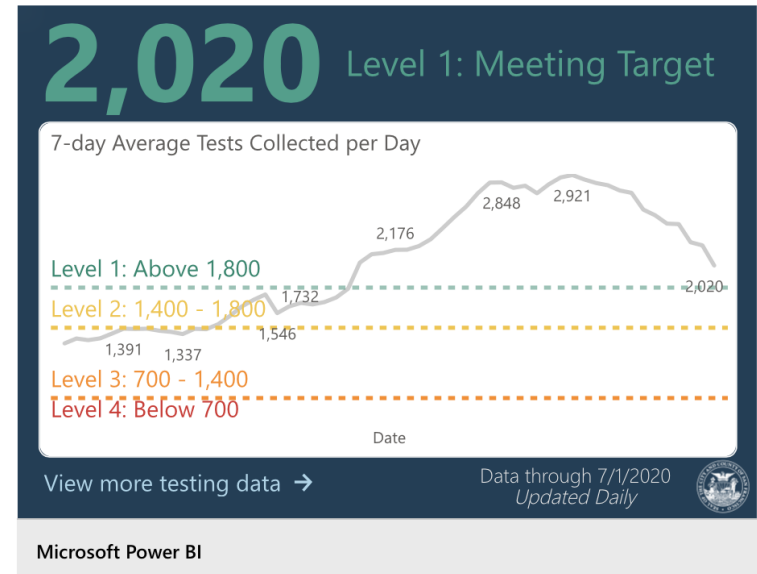 2,020 Level 1: Meeting Target
7-day Average Tests Collected per Day
2,848
2,921
2,176
Level 1: Above 1,800
2,020
1,732
Level 2: 1,400 - 1,800
1,546
1,391
1,337
Level 3: 700 - 1,400
Level 4: Below 700
Date
View more testing data →
Data through 7/1/2020
Updated Daily
Microsoft Power BI